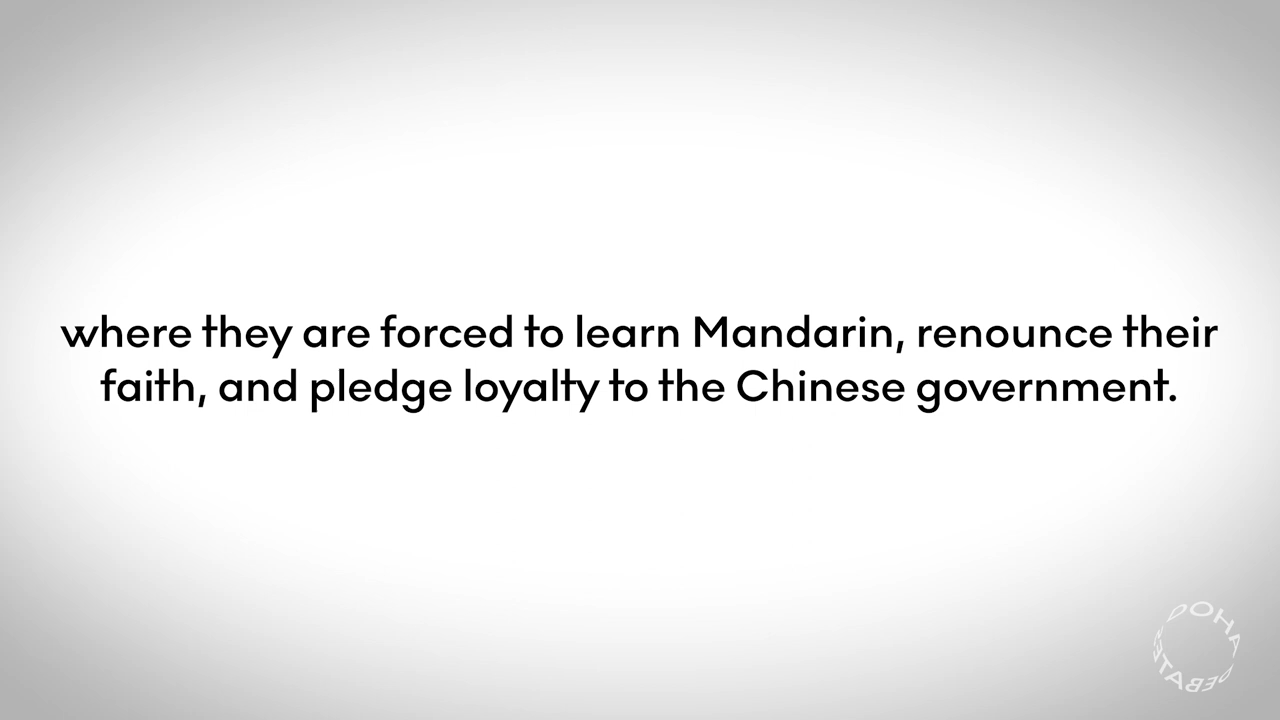 where they are forced to learn Mandarin, renounce their
faith, and pledge loyalty to the Chinese government.
DOHA
DEBATES